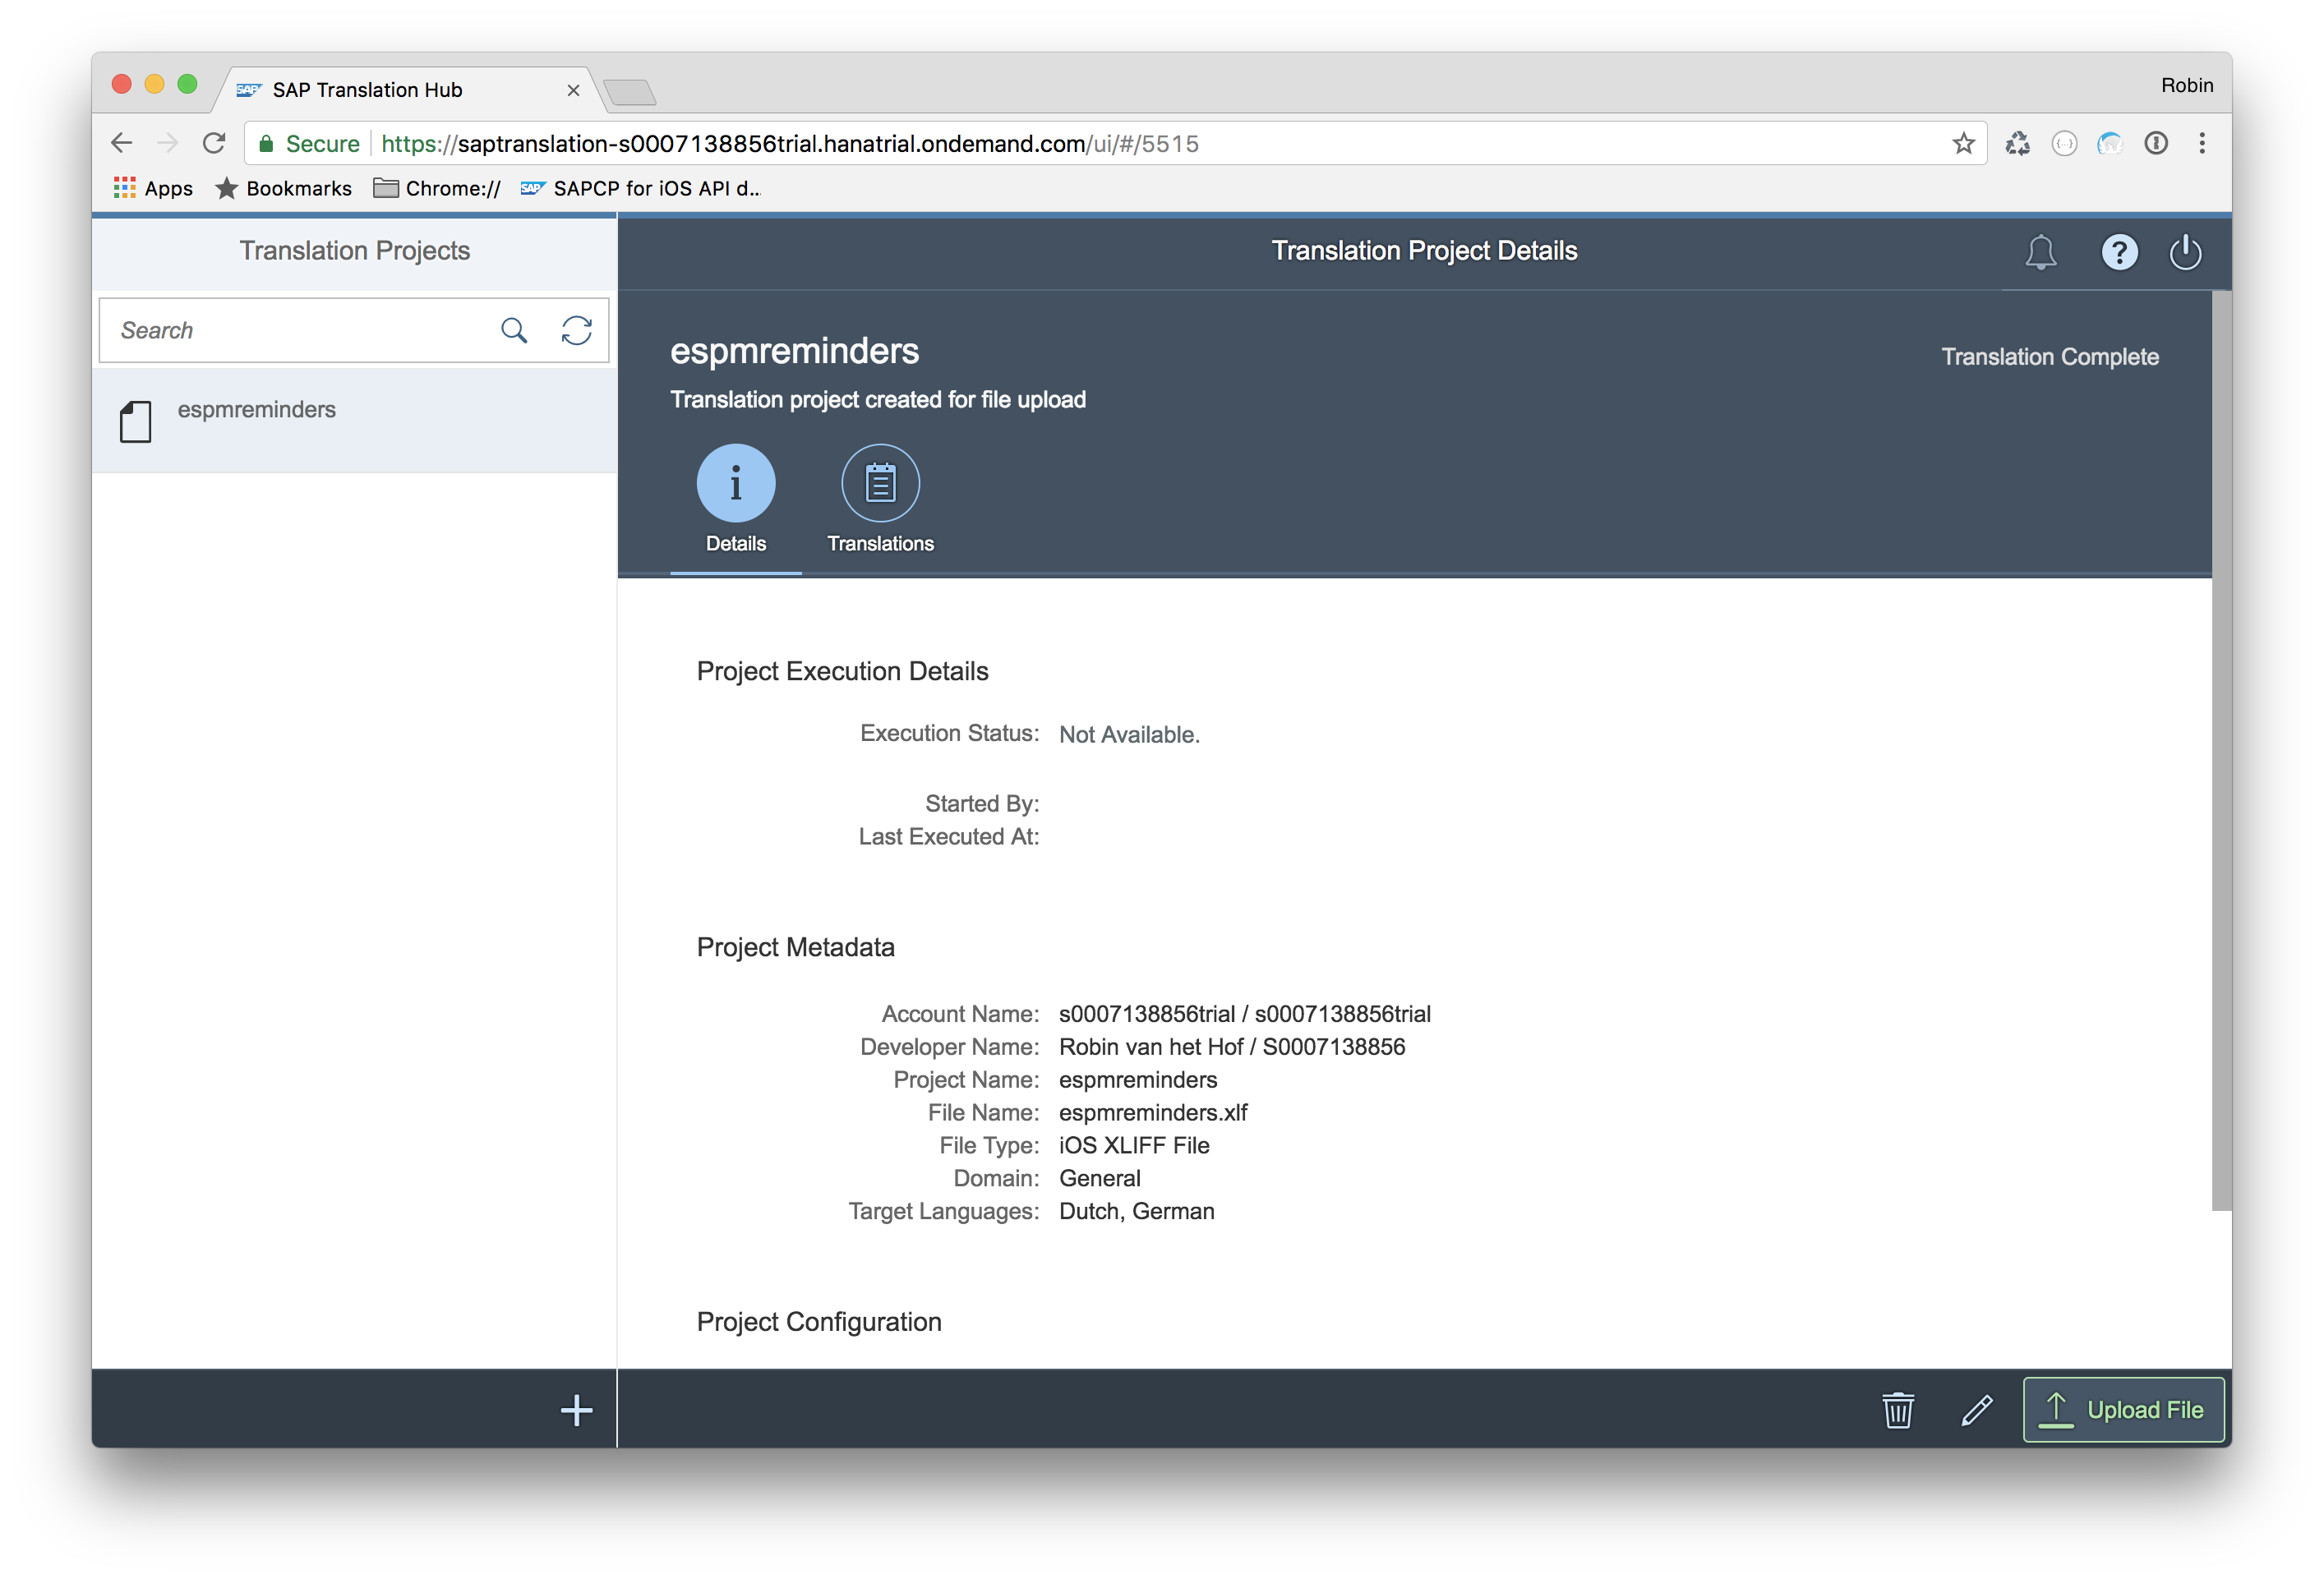 SAP SAP Translation Hub
Robin
Secure https://saptranslation-s0007138856trial.hanatrial.ondemand.com/ui/#/5515
Apps Bookmarks Chrome:// SAP SAPCP for iOS API d...
Translation Projects
Translation Project Details
Search
espmreminders
espmreminders
Translation Complete
Translation project created for file upload
Details Translations
Project Execution Details
Execution Status: Not Available.
Started By:
Last Executed At:
Project Metadata
Account Name: s0007138856trial / s0007138856trial
Developer Name: Robin van het Hof / S0007138856
Project Name: espmreminders
File Name: espmreminders.xlf
File Type: iOS XLIFF File
Domain: General
Target Languages: Dutch, German
Project Configuration
Upload File